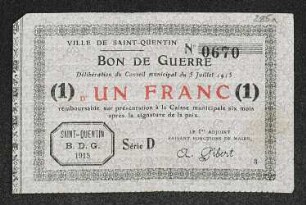 VILLE DE SAINT-QUENTIN
N 0670
BON DE GUERRE
Délibération du Conseil municipal du 5 Juillet 1915
(1) UN FRANC (1)
remboursable sur présentation à la Caisse municipale six mois
après la signature de la paix.
SAINT-QUENTIN
B. D. G.
1915
Série D
LE 1er ADJOINT
FAISANT FONCTIONS DE MAIRE,
A. Gibert